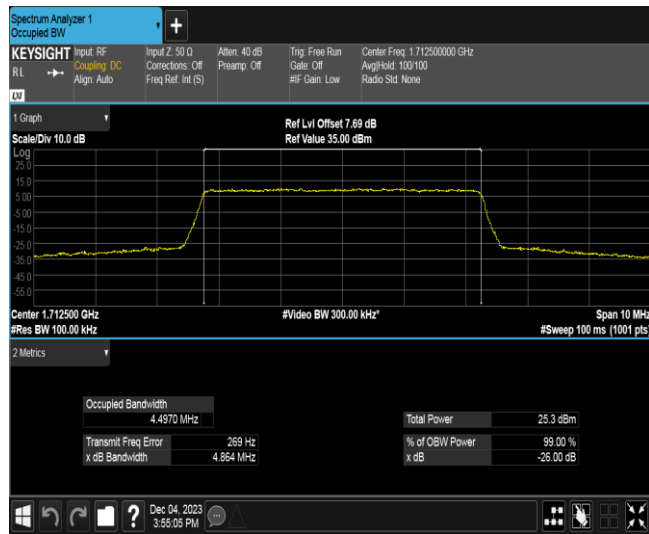 Spectrum Analyzer 1
Occupied BW
+
KEYSIGHT
RL
LXI
Input: RF
Coupling: DC
Align: Auto
Input Z: 50 Ω
Corrections: Off
Freq Ref: Int (S)
Atten: 40 dB
Preamp: Off
Trig: Free Run
Gate: Off
#IF Gain: Low
Center Freq: 1.712500000 GHz
Avg|Hold: 100/100
Radio Std: None
1 Graph
Scale/Div 10.0 dB
Ref Lvl Offset 7.69 dB
Ref Value 35.00 dBm
Log
25.0
15.0
5.00
-5.00
-15.0
-25.0
-35.0
-45.0
-55.0
Center 1.712500 GHz
#Res BW 100.00 kHz
#Video BW 300.00 kHz*
Span 10 MHz
#Sweep 100 ms (1001 pts)
2 Metrics
Occupied Bandwidth
4.4970 MHz
Transmit Freq Error 269 Hz
x dB Bandwidth 4.864 MHz
Total Power 25.3 dBm
% of OBW Power 99.00 %
x dB -26.00 dB
?
Dec 04, 2023
3:55:05 PM